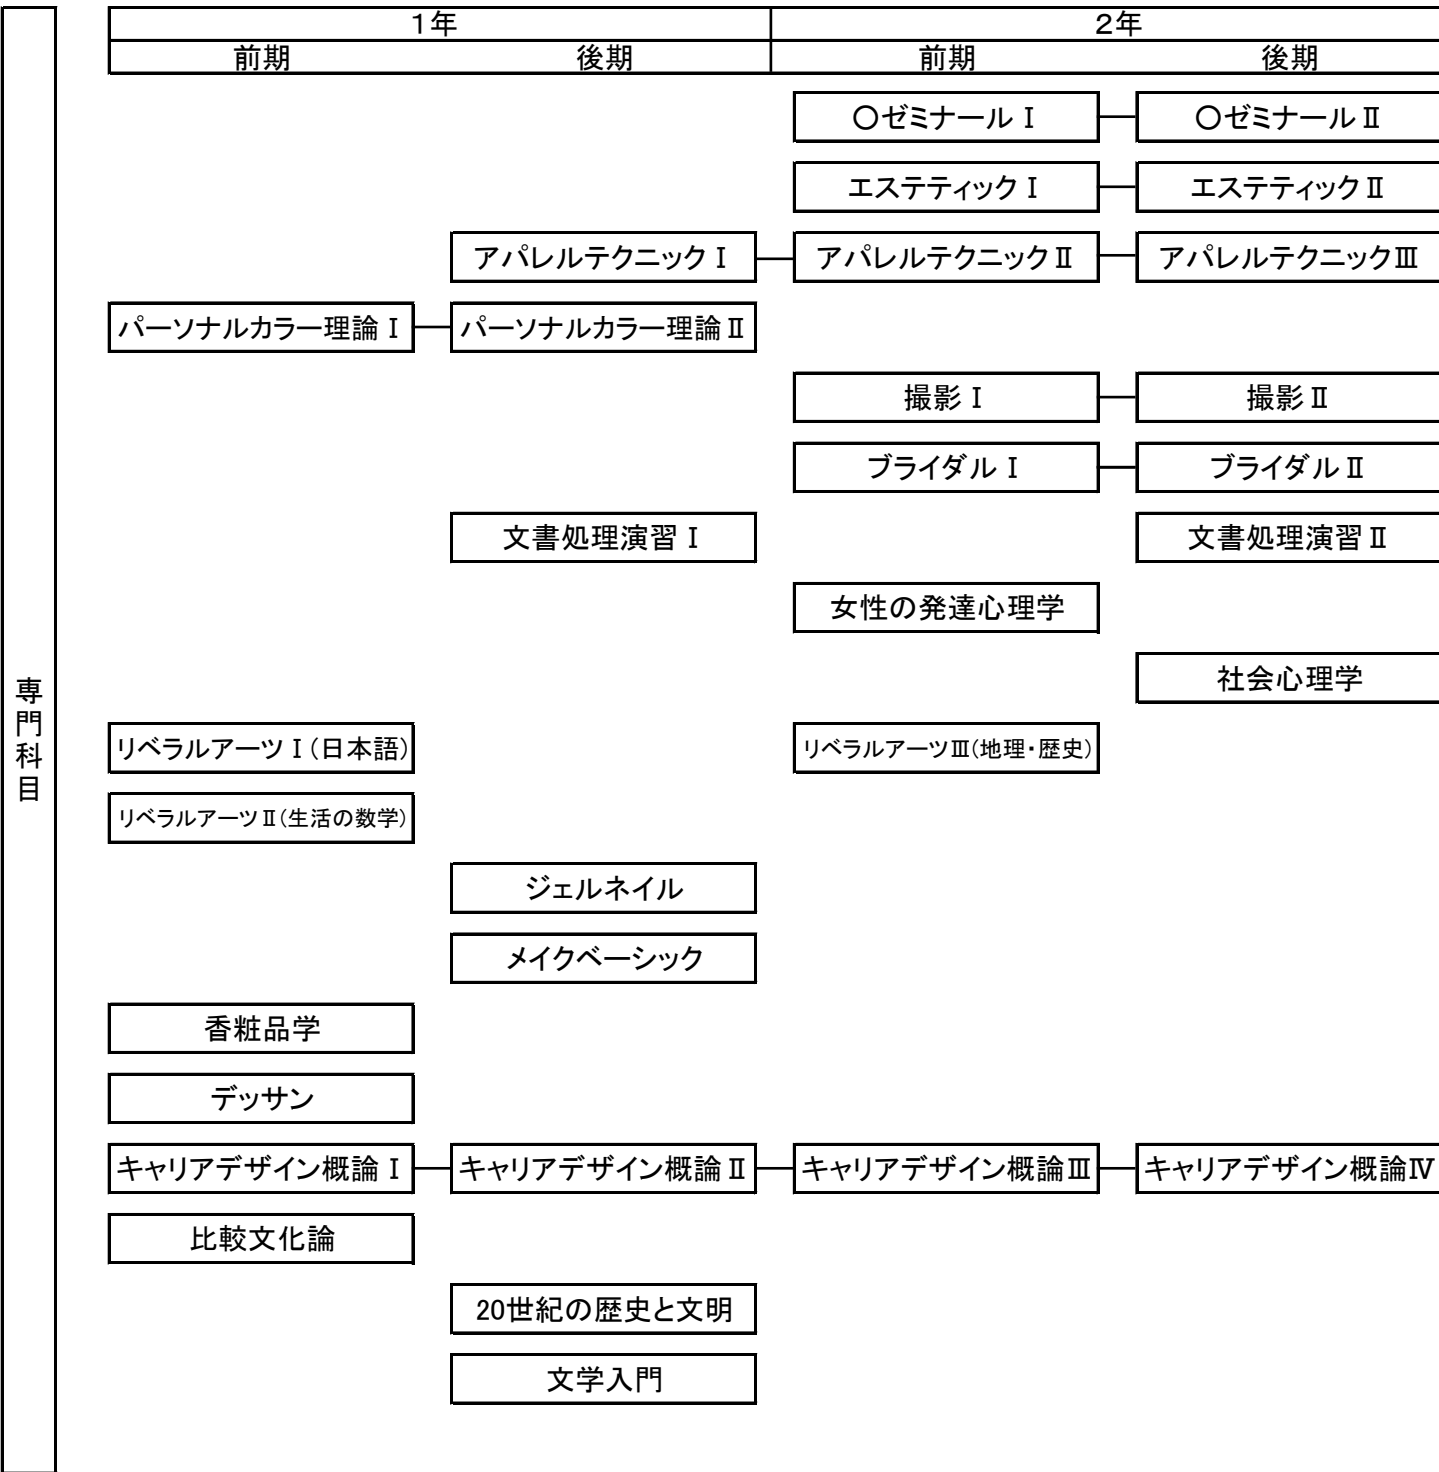 1年 2年
前期 後期 前期 後期
専門科目
○ゼミナールⅠ ○ゼミナールⅡ
エステティックⅠ エステティックⅡ
アパレルテクニックⅠ アパレルテクニックⅡ アパレルテクニックⅢ
パーソナルカラー理論Ⅰ パーソナルカラー理論Ⅱ
撮影Ⅰ 撮影Ⅱ
ブライダルⅠ ブライダルⅡ
文書処理演習Ⅰ 文書処理演習Ⅱ
女性の発達心理学
社会心理学
リベラルアーツⅠ(日本語) リベラルアーツⅢ(地理・歴史)
リベラルアーツⅡ(生活の数学)
ジェルネイル
メイクベーシック
香粧品学
デッサン
キャリアデザイン概論Ⅰ キャリアデザイン概論Ⅱ キャリアデザイン概論Ⅲ キャリアデザイン概論Ⅳ
比較文化論
20世紀の歴史と文明
文学入門